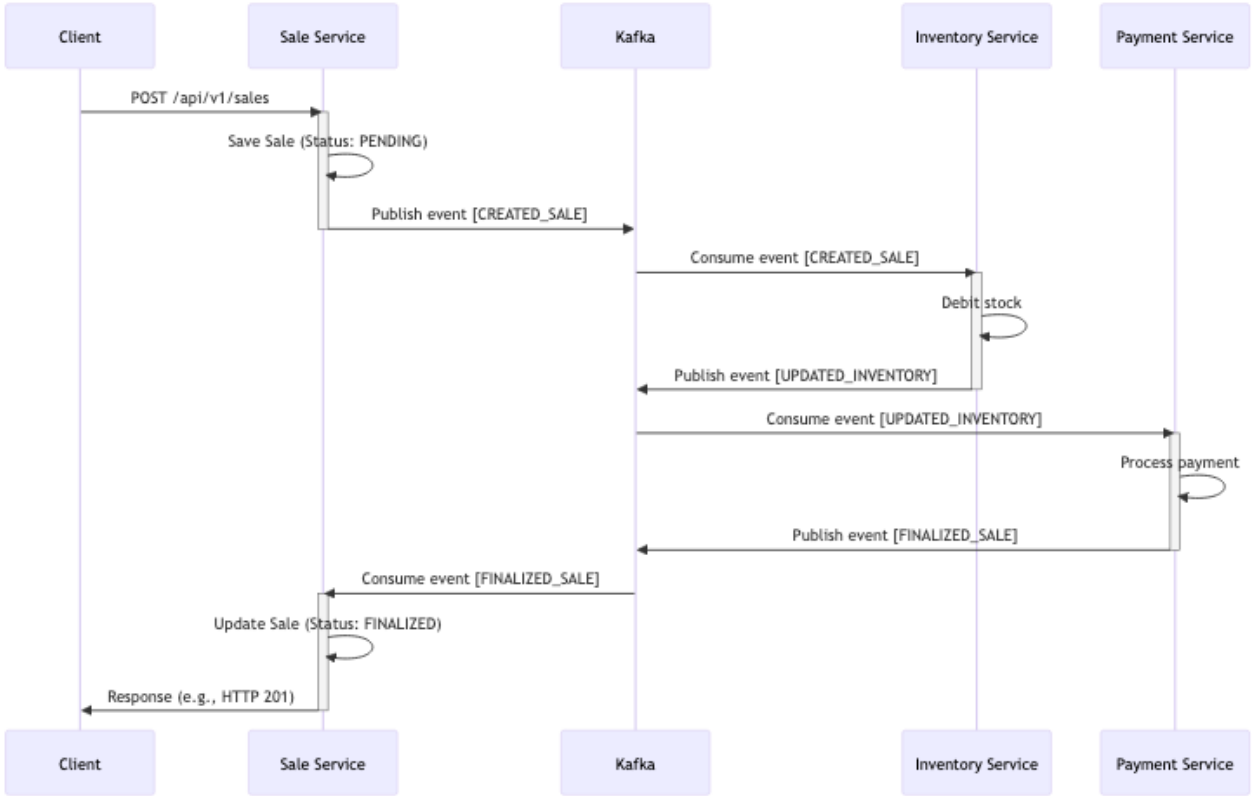 Client
Sale Service
Kafka
Inventory Service
Payment Service
POST /api/v1/sales
Save Sale (Status: PENDING)
Publish event [CREATED_SALE]
Consume event [CREATED_SALE]
Debit stock
Publish event [UPDATED_INVENTORY]
Consume event [UPDATED_INVENTORY]
Process payment
Publish event [FINALIZED_SALE]
Consume event [FINALIZED_SALE]
Update Sale (Status: FINALIZED)
Response (e.g., HTTP 201)
Client
Sale Service
Kafka
Inventory Service
Payment Service